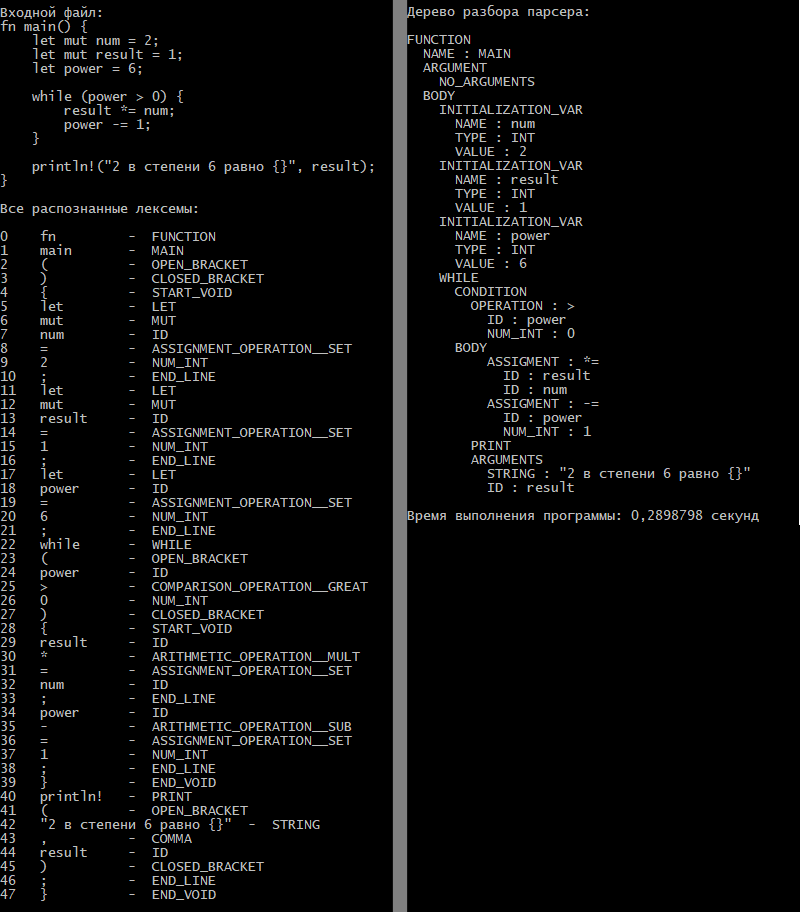 Входной файл:
fn main() {
    let mut num = 2;
    let mut result = 1;
    let power = 6;

    while (power > 0) {
        result *= num;
        power -= 1;
    }

    println!("2 в степени 6 равно {}", result);
}

Все распознанные лексемы:

0    fn         -  FUNCTION
1    main       -  MAIN
2    (          -  OPEN_BRACKET
3    )          -  CLOSED_BRACKET
4    {          -  START_VOID
5    let        -  LET
6    mut        -  MUT
7    num        -  ID
8    =          -  ASSIGNMENT_OPERATION__SET
9    2          -  NUM_INT
10   ;          -  END_LINE
11   let        -  LET
12   mut        -  MUT
13   result     -  ID
14   =          -  ASSIGNMENT_OPERATION__SET
15   1          -  NUM_INT
16   ;          -  END_LINE
17   let        -  LET
18   power      -  ID
19   =          -  ASSIGNMENT_OPERATION__SET
20   6          -  NUM_INT
21   ;          -  END_LINE
22   while      -  WHILE
23   (          -  OPEN_BRACKET
24   power      -  ID
25   >          -  COMPARISON_OPERATION__GREAT
26   0          -  NUM_INT
27   )          -  CLOSED_BRACKET
28   {          -  START_VOID
29   result     -  ID
30   *          -  ARITHMETIC_OPERATION__MULT
31   =          -  ASSIGNMENT_OPERATION__SET
32   num        -  ID
33   ;          -  END_LINE
34   power      -  ID
35   -          -  ARITHMETIC_OPERATION__SUB
36   =          -  ASSIGNMENT_OPERATION__SET
37   1          -  NUM_INT
38   ;          -  END_LINE
39   }          -  END_VOID
40   println!   -  PRINT
41   (          -  OPEN_BRACKET
42   "2 в степени 6 равно {}"  -  STRING
43   ,          -  COMMA
44   result     -  ID
45   )          -  CLOSED_BRACKET
46   ;          -  END_LINE
47   }          -  END_VOID

Дерево разбора парсера:

FUNCTION
  NAME : MAIN
  ARGUMENT
    NO_ARGUMENTS
  BODY
    INITIALIZATION_VAR
      NAME : num
      TYPE : INT
      VALUE : 2
    INITIALIZATION_VAR
      NAME : result
      TYPE : INT
      VALUE : 1
    INITIALIZATION_VAR
      NAME : power
      TYPE : INT
      VALUE : 6
    WHILE
      CONDITION
        OPERATION : >
          ID : power
          NUM_INT : 0
      BODY
          ASSIGMENT : *=
            ID : result
            ID : num
          ASSIGMENT : -=
            ID : power
            NUM_INT : 1
        PRINT
        ARGUMENTS
          STRING : "2 в степени 6 равно {}"
          ID : result

Время выполнения программы: 0,2898798 секунд